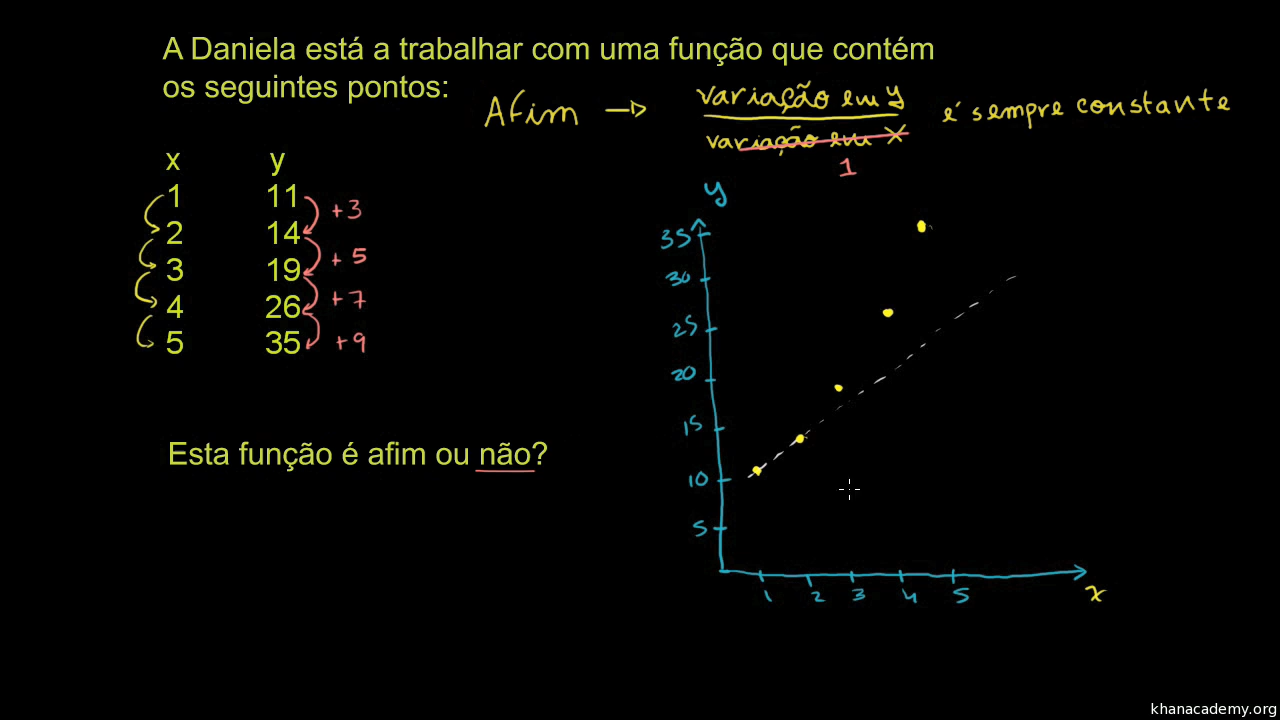 A Daniela está a trabalhar com uma função que contém
os seguintes pontos:
Afim → variação em y é sempre constante
variação em x
1
x y
1 11 +3
2 14 +5
3 19 +7
4 26 +9
5 35
Esta função é afim ou não?
y
35
30
25
20
15
10
5
1 2 3 4 5 x
khanacademy.org